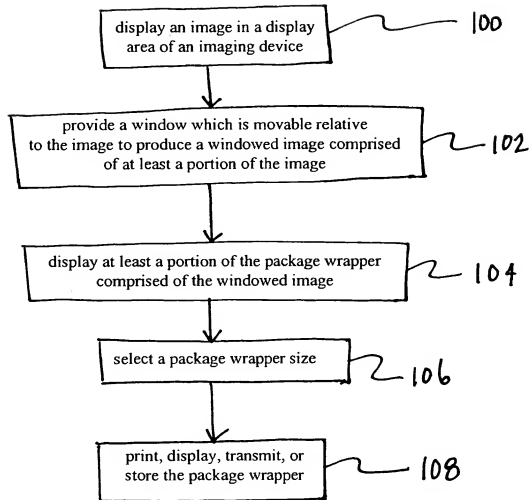 display an image in a display
area of an imaging device
100
provide a window which is movable relative
to the image to produce a windowed image comprised
of at least a portion of the image
102
display at least a portion of the package wrapper
comprised of the windowed image
104
select a package wrapper size
106
print, display, transmit, or
store the package wrapper
108